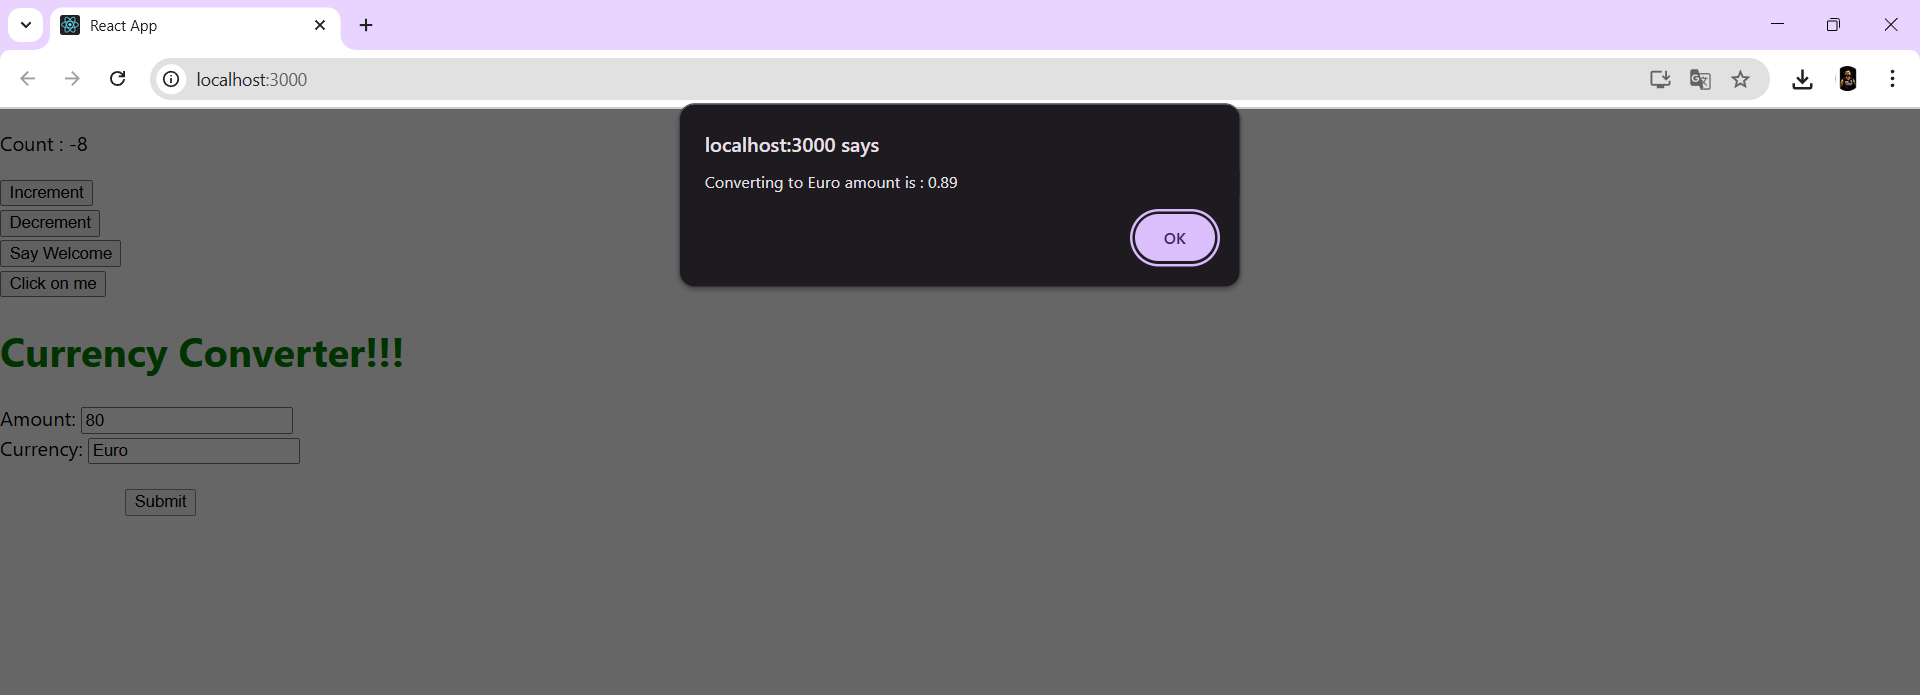 React App
localhost:3000
localhost:3000 says
Converting to Euro amount is : 0.89
OK
Count : -8
Increment
Decrement
Say Welcome
Click on me
Currency Converter!!!
Amount: 80
Currency: Euro
Submit